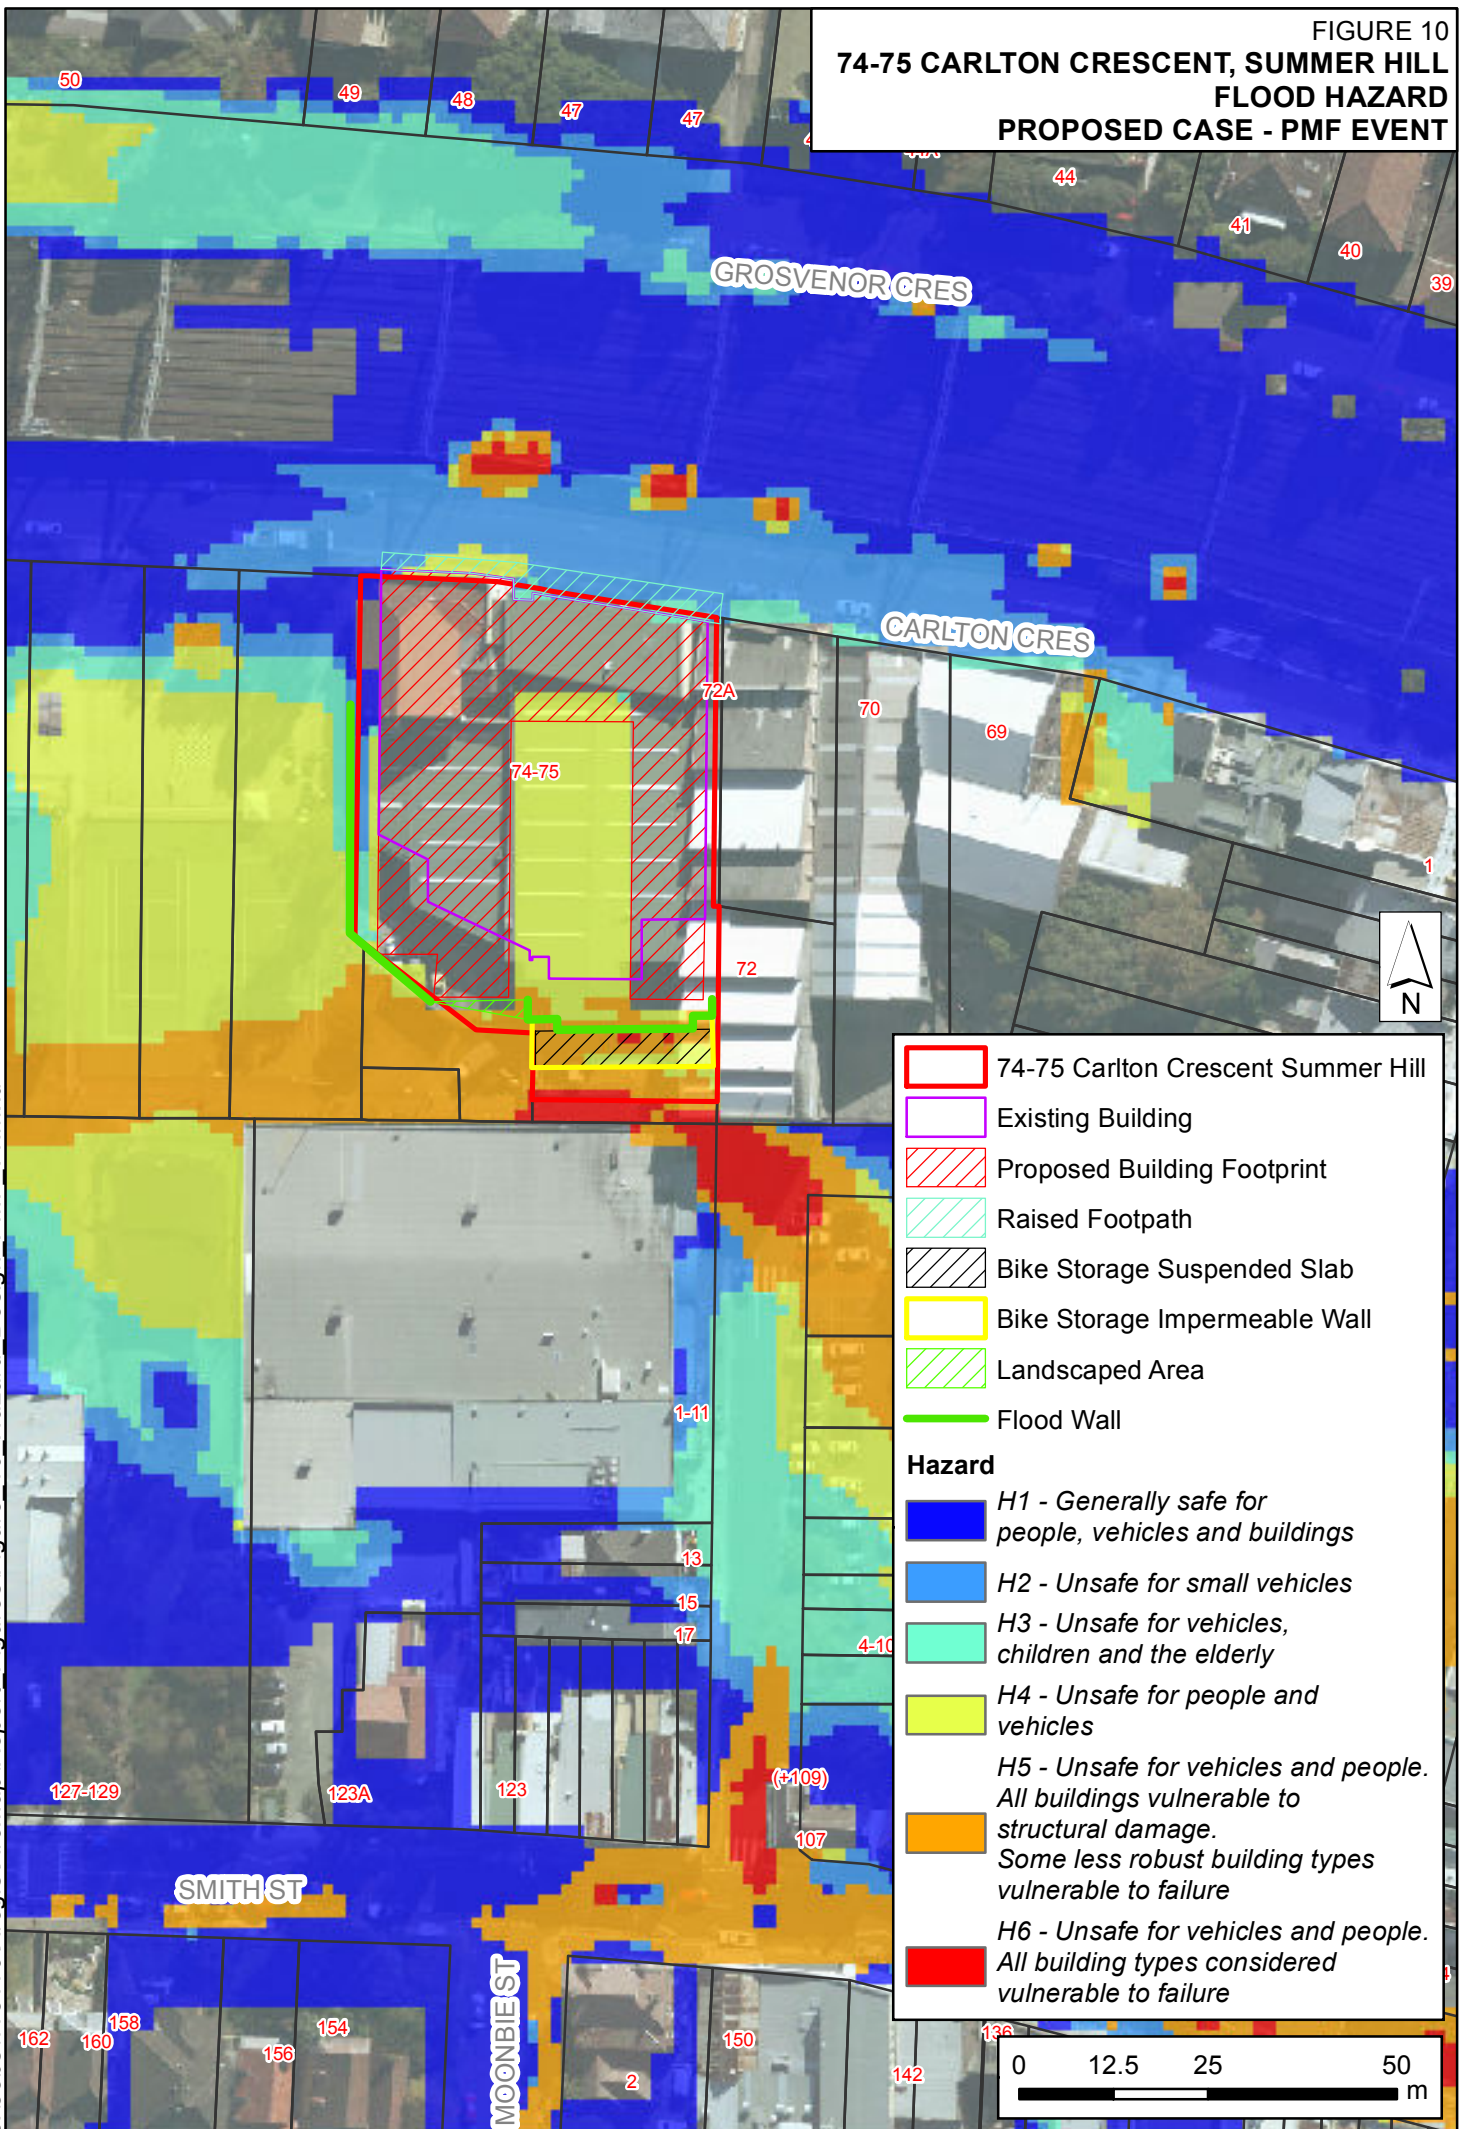 FIGURE 10
74-75 CARLTON CRESCENT, SUMMER HILL
FLOOD HAZARD
PROPOSED CASE - PMF EVENT
50
49
48
47
47
44
41
40
39
GROSVENOR CRES
CARLTON CRES
72A
70
69
74-75
72
1
N
74-75 Carlton Crescent Summer Hill
Existing Building
Proposed Building Footprint
Raised Footpath
Bike Storage Suspended Slab
Bike Storage Impermeable Wall
Landscaped Area
Flood Wall
Hazard
H1 - Generally safe for
people, vehicles and buildings
H2 - Unsafe for small vehicles
H3 - Unsafe for vehicles,
children and the elderly
H4 - Unsafe for people and
vehicles
H5 - Unsafe for vehicles and people.
All buildings vulnerable to
structural damage.
Some less robust building types
vulnerable to failure
H6 - Unsafe for vehicles and people.
All building types considered
vulnerable to failure
1-11
13
15
17
4-10
127-129
123A
123
(+109)
107
SMITH ST
MOONBIE ST
162
160
158
156
154
2
150
142
136
0 12.5 25 50
m